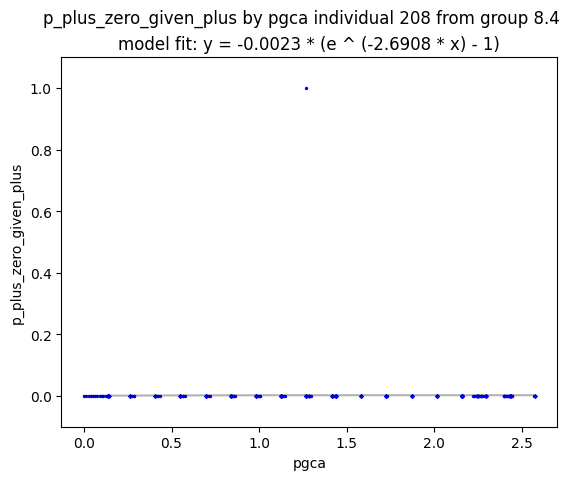 p_plus_zero_given_plus by pgca individual 208 from group 8.4
model fit: y = -0.0023 * (e ^ (-2.6908 * x) - 1)
p_plus_zero_given_plus
1.0
0.8
0.6
0.4
0.2
0.0
0.0 0.5 1.0 1.5 2.0 2.5
pgca